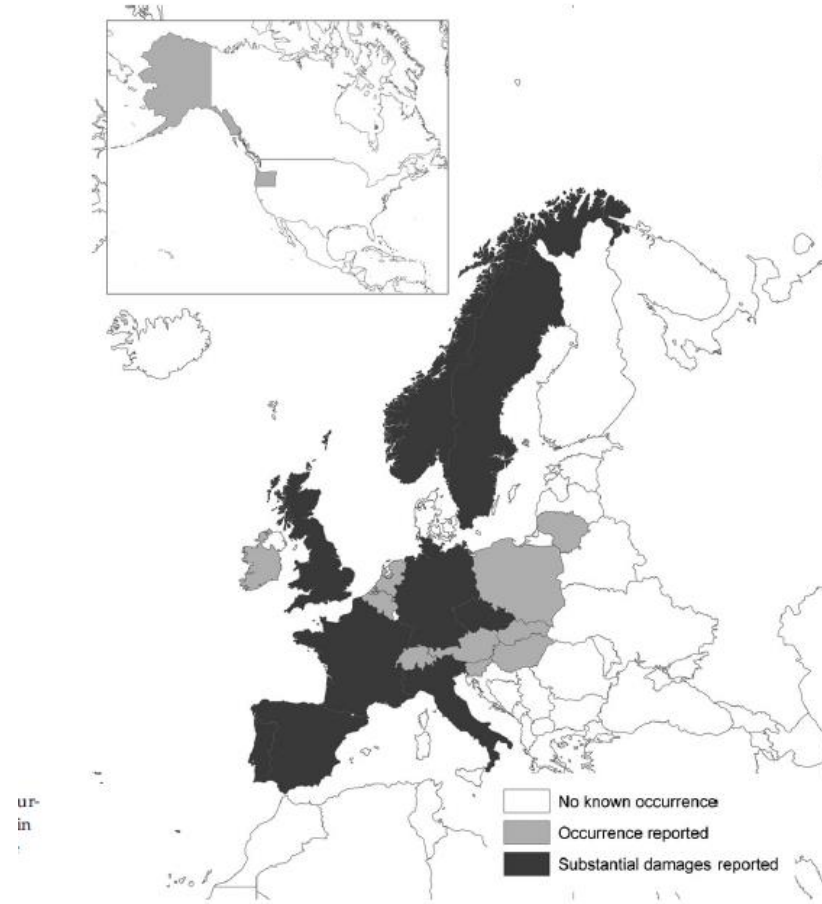 ur-
in
No known occurrence
Occurrence reported
Substantial damages reported